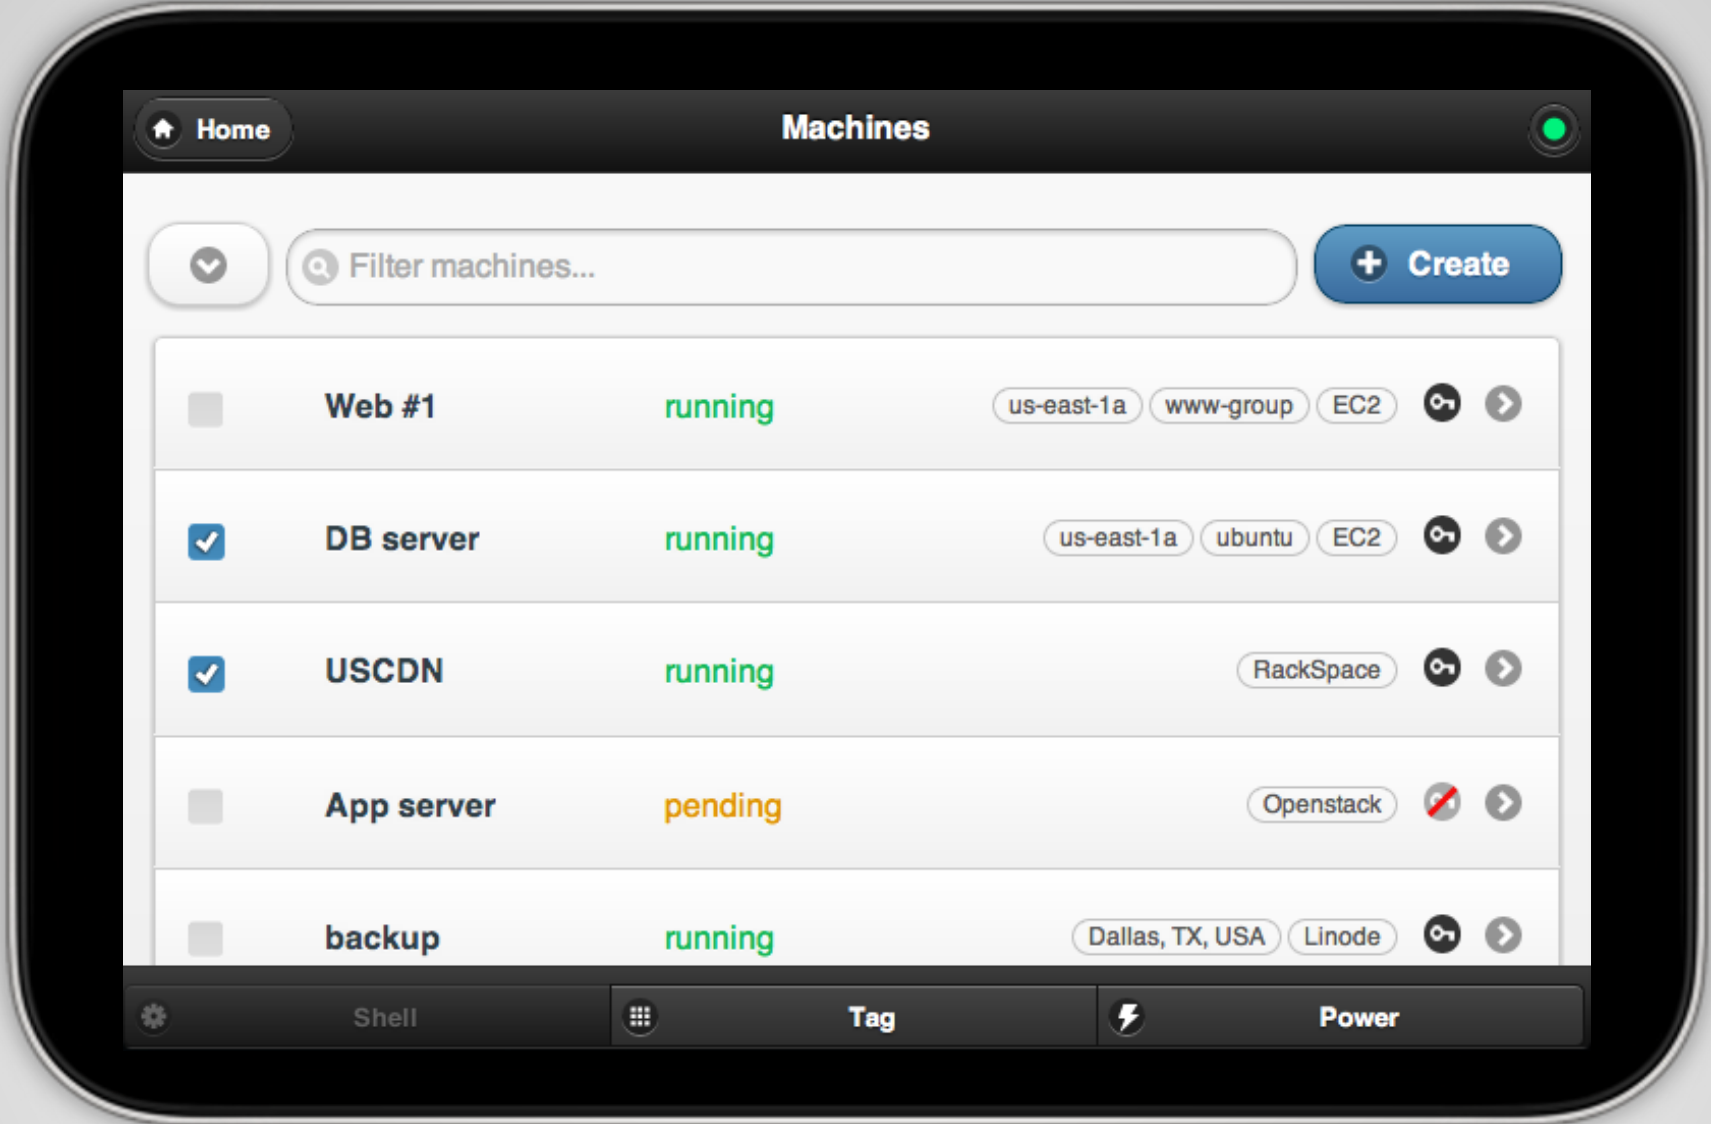 Home
Machines
Filter machines...
Create
Web #1 running us-east-1a www-group EC2
DB server running us-east-1a ubuntu EC2
USCDN running RackSpace
App server pending Openstack
backup running Dallas, TX, USA Linode
Shell Tag Power